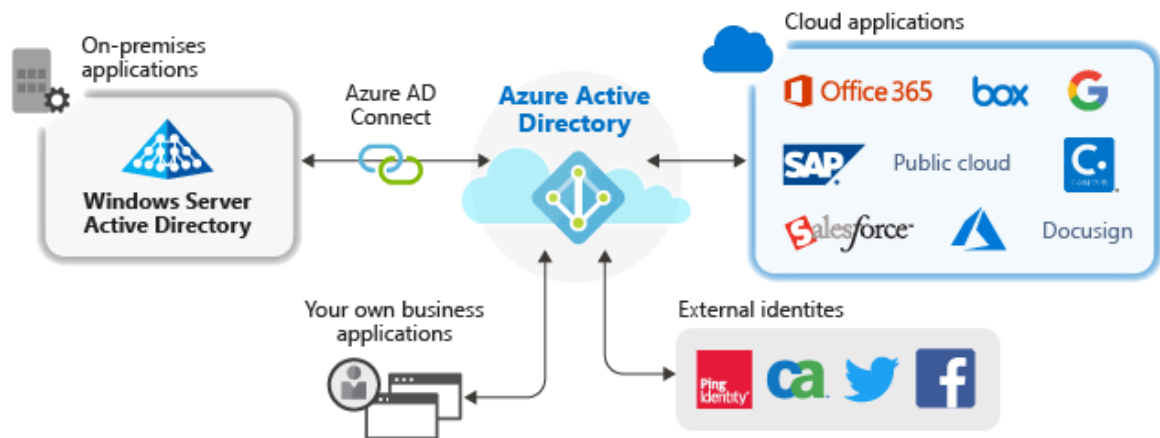 On-premises
applications
Windows Server
Active Directory
Azure AD
Connect
Azure Active
Directory
Cloud applications
Office 365
box
G
SAP
Public cloud
C.
CONCUR
salesforce
Docusign
Your own business
applications
External identites
Ping
Identity
ca
f